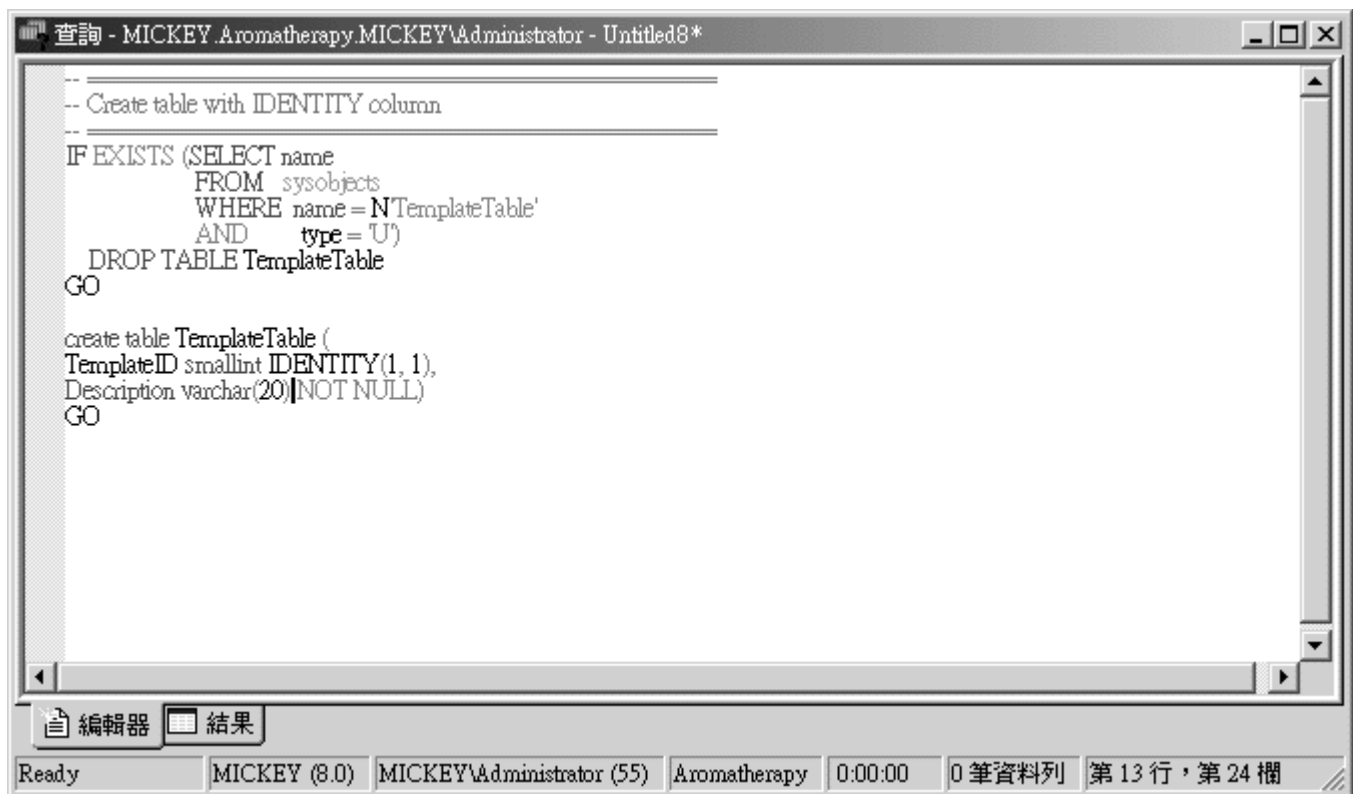 查詢 - MICKEY.Aromatherapy.MICKEY\Administrator - Untitled8*
-- =============================================
-- Create table with IDENTITY column
-- =============================================
IF EXISTS (SELECT name
FROM sysobjects
WHERE name = N'TemplateTable'
AND type = 'U')
DROP TABLE TemplateTable
GO
create table TemplateTable (
TemplateID smallint IDENTITY(1, 1),
Description varchar(20) NOT NULL)
GO
編輯器 結果
Ready MICKEY (8.0) MICKEY\Administrator (55) Aromatherapy 0:00:00 0 筆資料列 第 13 行，第 24 欄